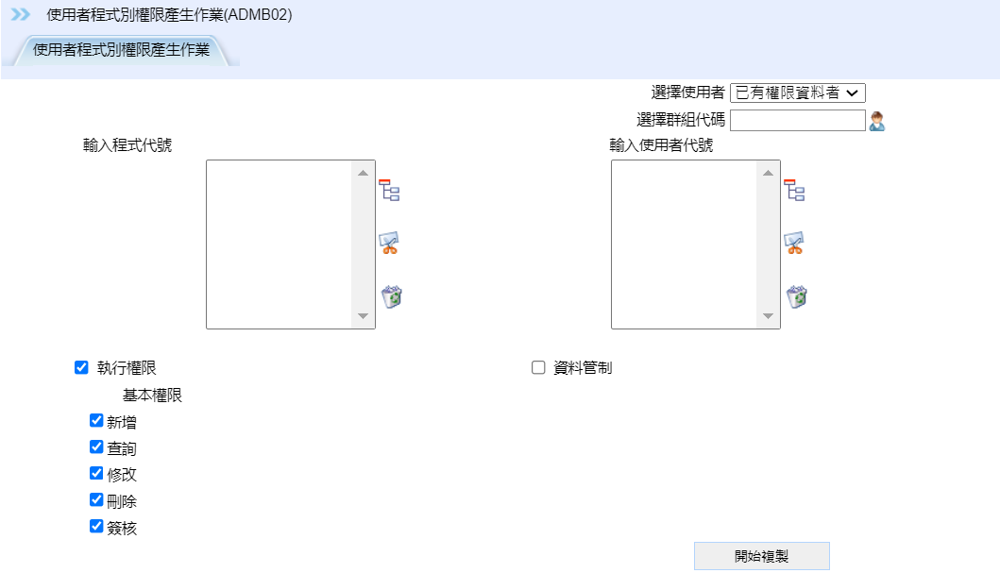 使用者程式別權限產生作業(ADMB02)
使用者程式別權限產生作業
選擇使用者 已有權限資料者
選擇群組代碼
輸入程式代號 輸入使用者代號
執行權限 資料管制
基本權限
新增
查詢
修改
刪除
簽核
開始複製